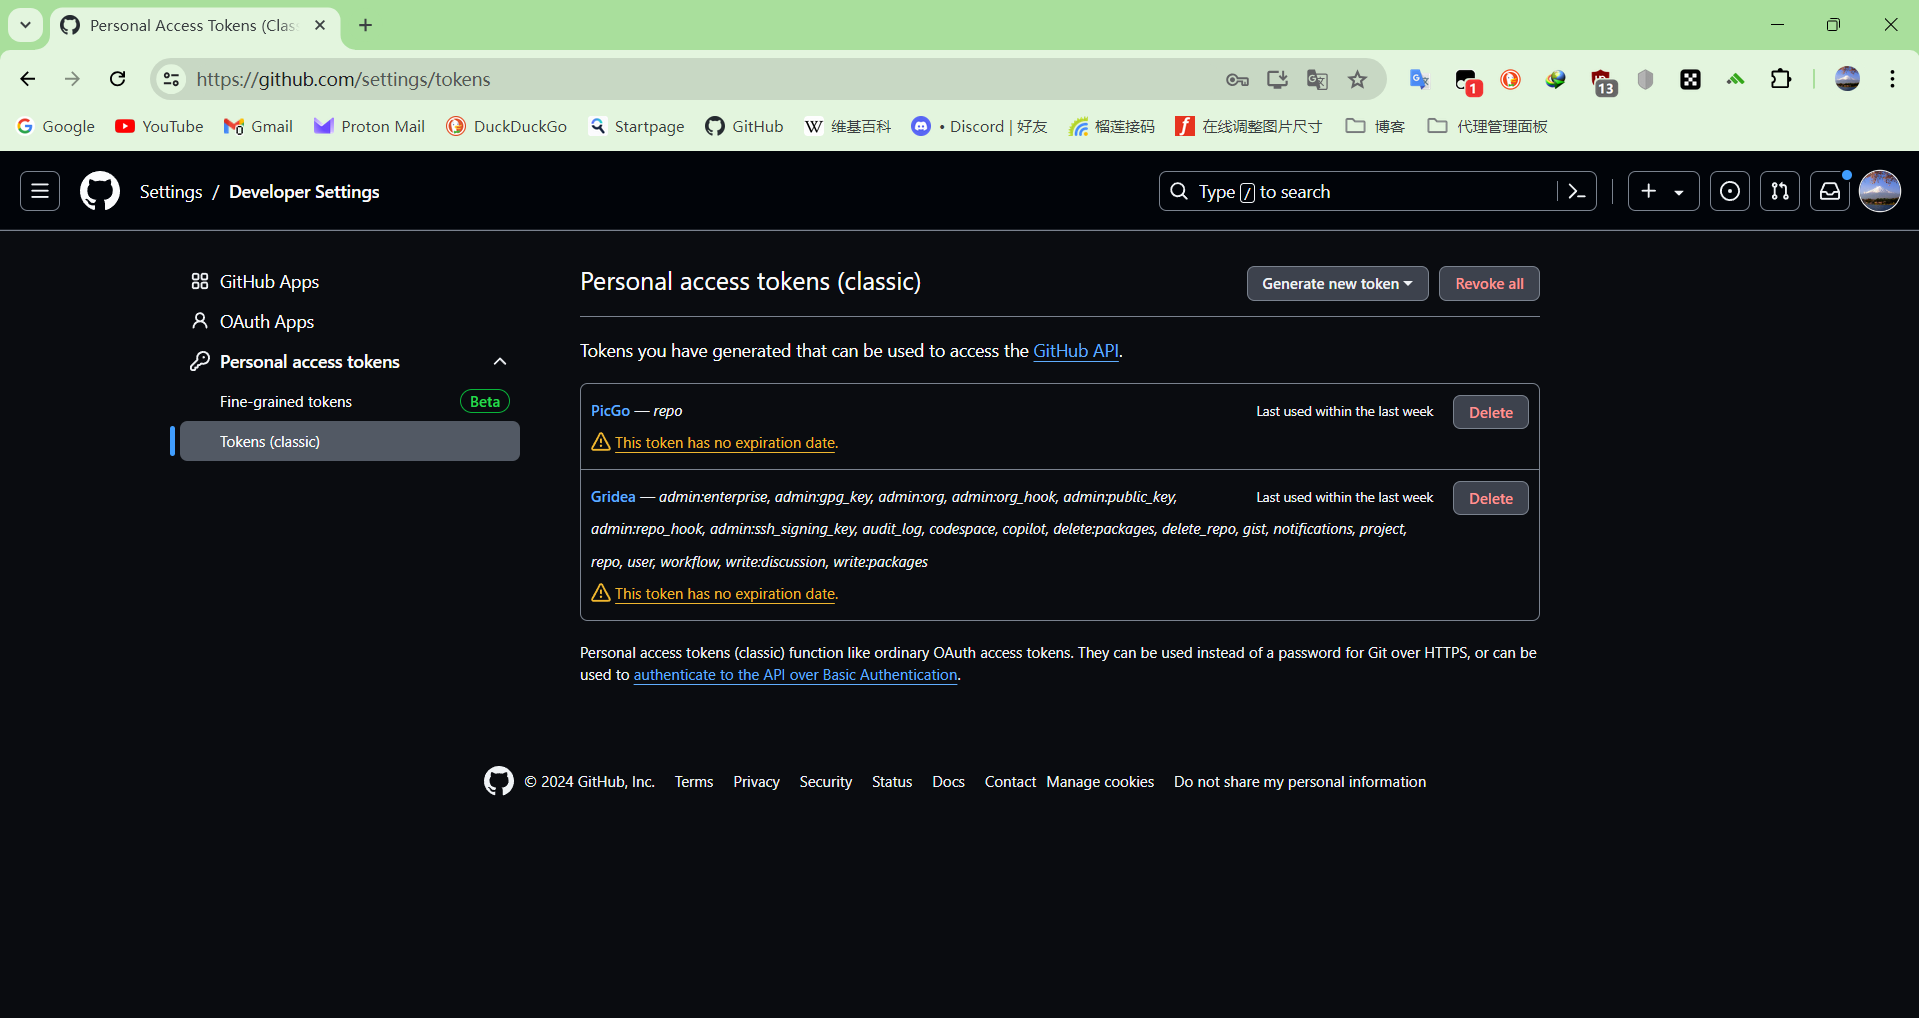 Personal Access Tokens (Clas
https://github.com/settings/tokens
1
13
Google YouTube Gmail Proton Mail DuckDuckGo Startpage GitHub 维基百科 • Discord | 好友 榴莲接码 在线调整图片尺寸 博客 代理管理面板
Settings / Developer Settings
Type / to search
GitHub Apps
OAuth Apps
Personal access tokens
Fine-grained tokens Beta
Tokens (classic)
Personal access tokens (classic)
Generate new token Revoke all
Tokens you have generated that can be used to access the GitHub API.
PicGo — repo Last used within the last week Delete
This token has no expiration date.
Gridea — admin:enterprise, admin:gpg_key, admin:org, admin:org_hook, admin:public_key, Last used within the last week Delete
admin:repo_hook, admin:ssh_signing_key, audit_log, codespace, copilot, delete:packages, delete_repo, gist, notifications, project,
repo, user, workflow, write:discussion, write:packages
This token has no expiration date.
Personal access tokens (classic) function like ordinary OAuth access tokens. They can be used instead of a password for Git over HTTPS, or can be
used to authenticate to the API over Basic Authentication.
© 2024 GitHub, Inc. Terms Privacy Security Status Docs Contact Manage cookies Do not share my personal information